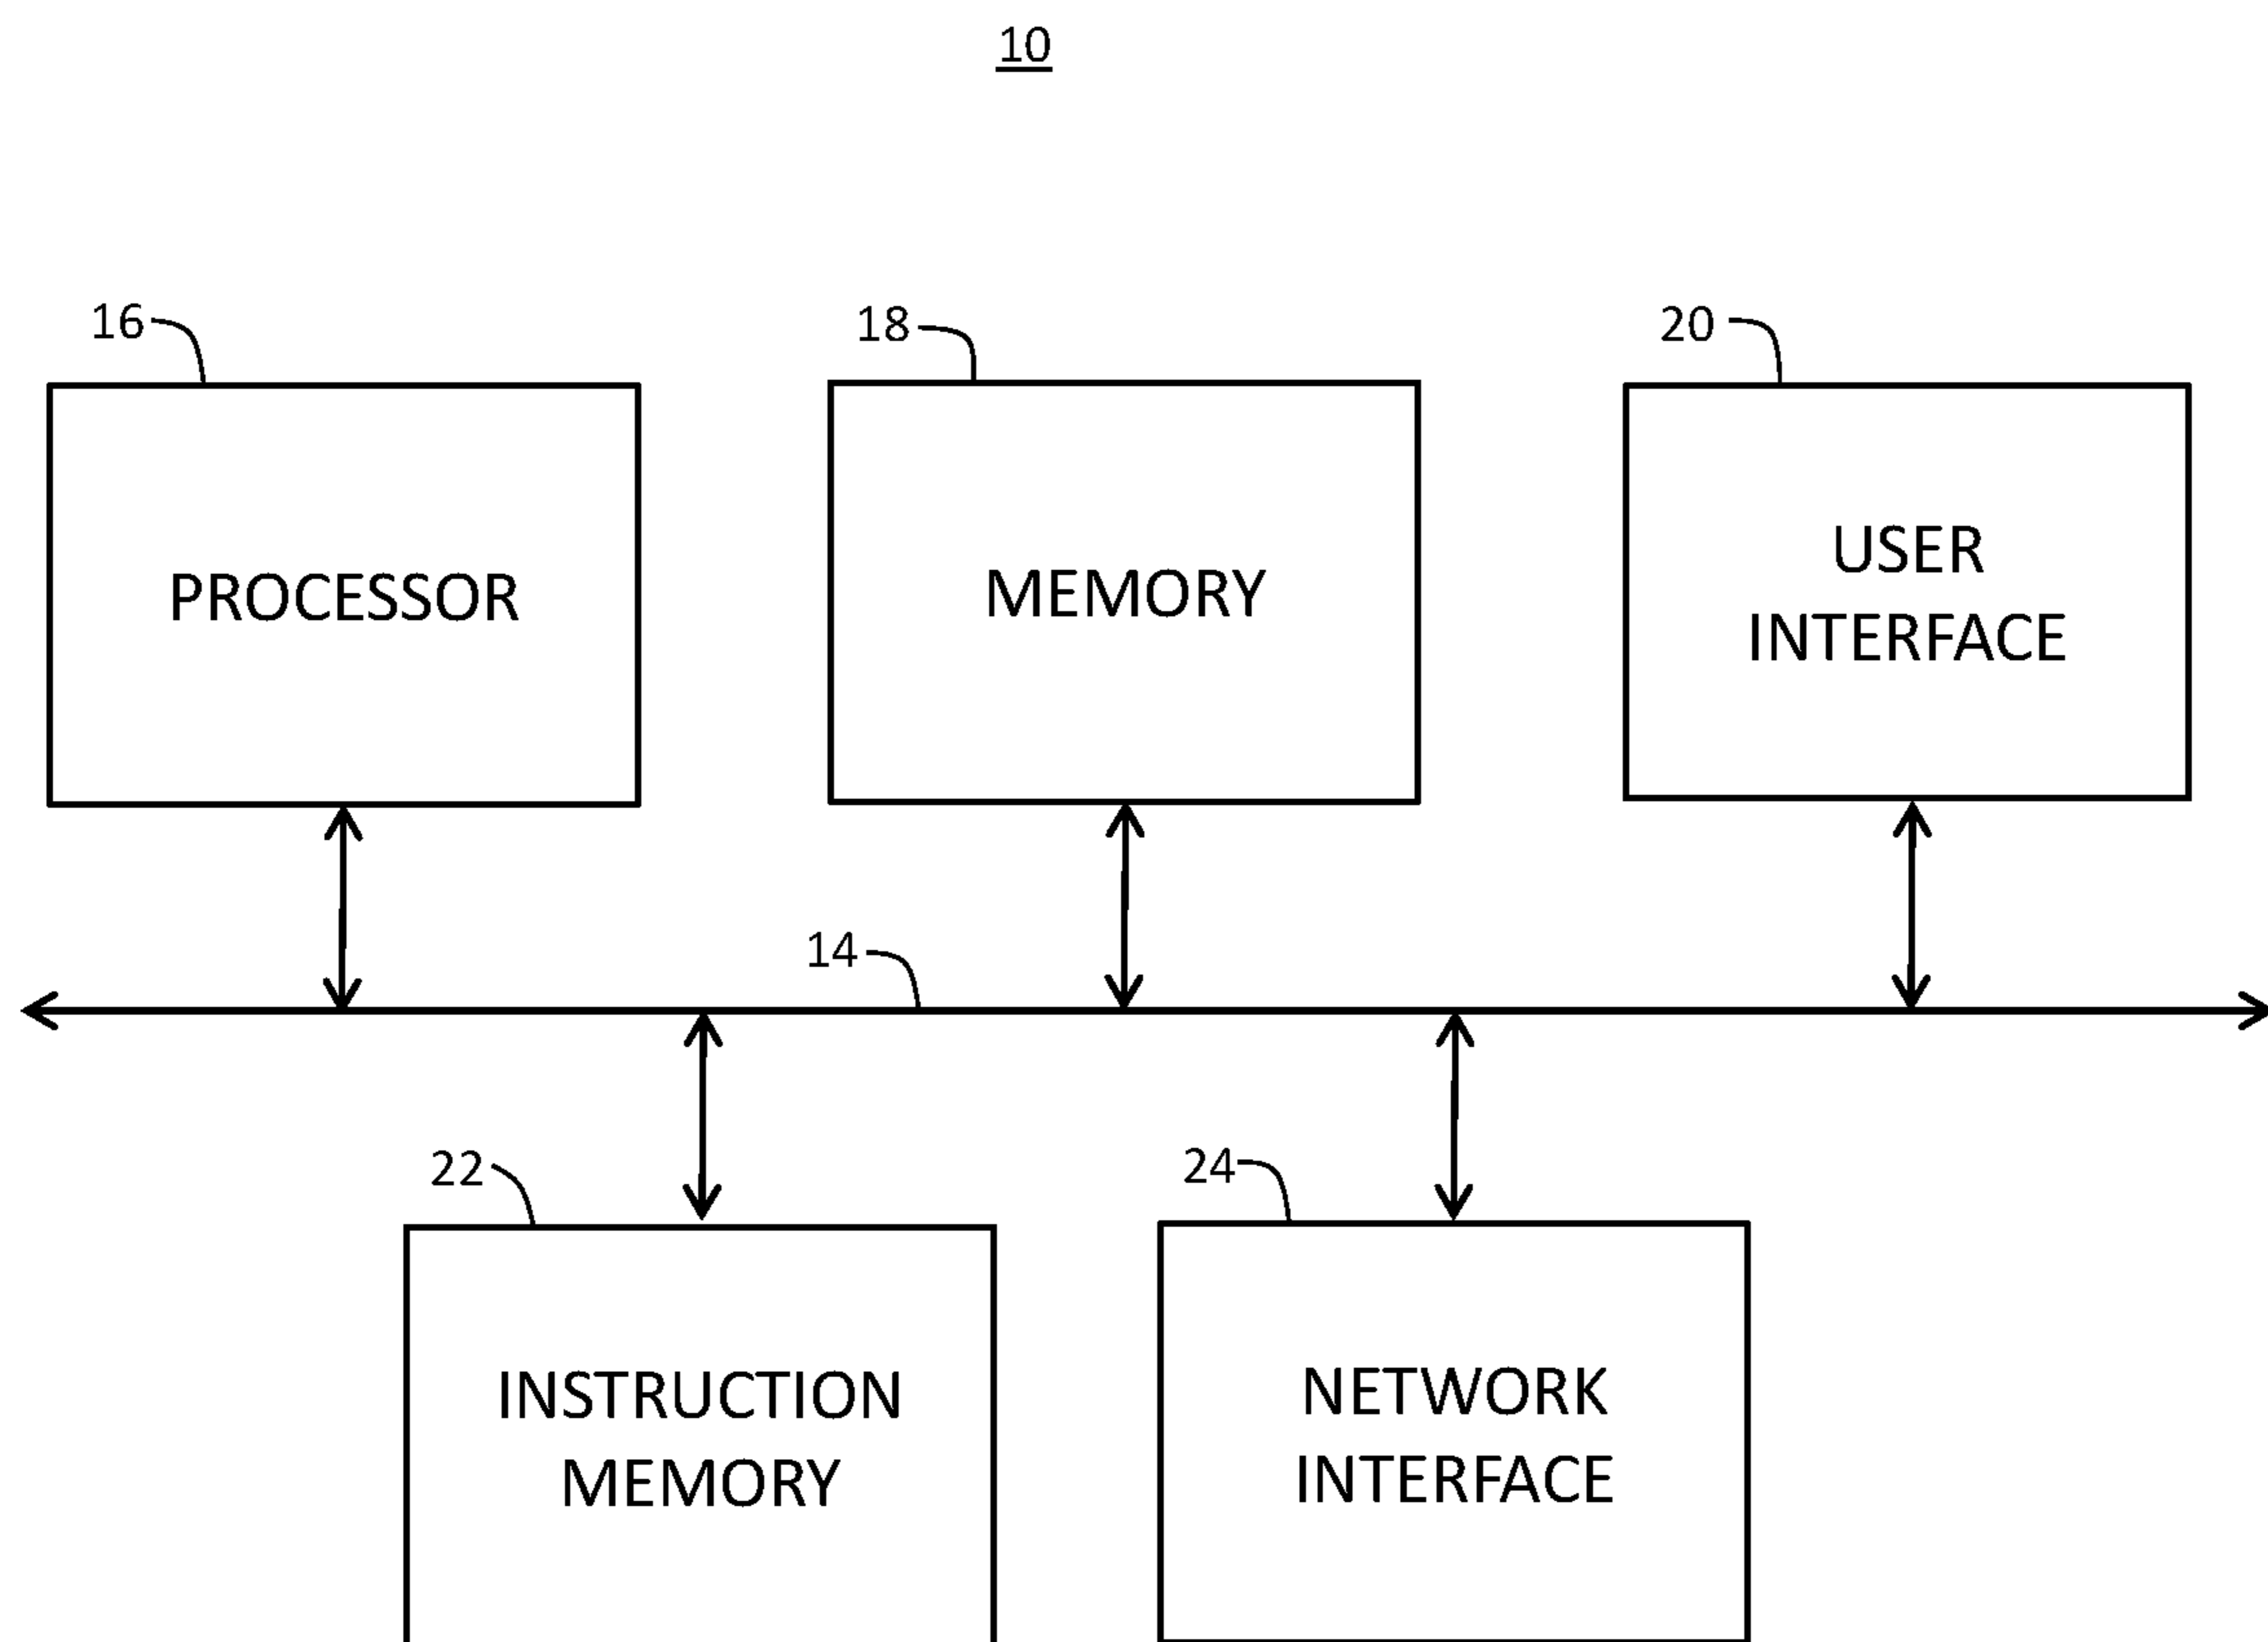 10
16
18
20
PROCESSOR
MEMORY
USER
INTERFACE
14
22
24
INSTRUCTION
MEMORY
NETWORK
INTERFACE